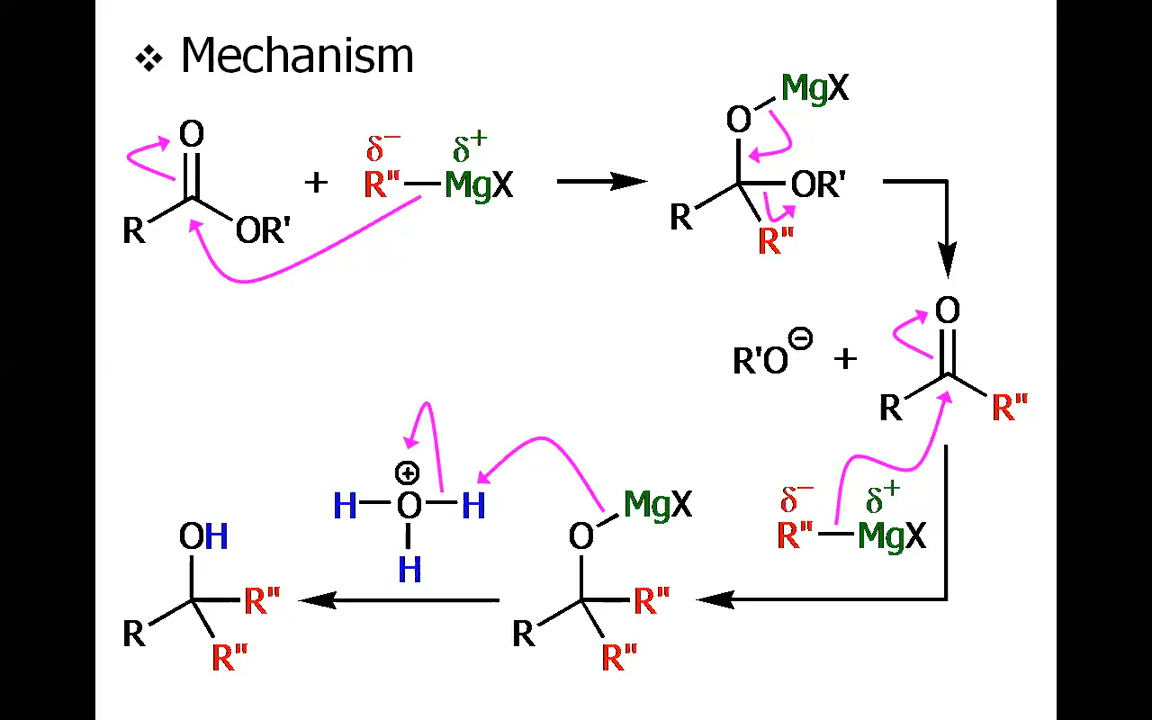 ❖ Mechanism
O
R
OR'
+
δ− δ+
R" MgX
O MgX
R
OR'
R"
R'O⊖ +
O
R
R"
δ− δ+
R" MgX
O MgX
R
R"
R"
⊕
H O H
H
OH
R
R"
R"